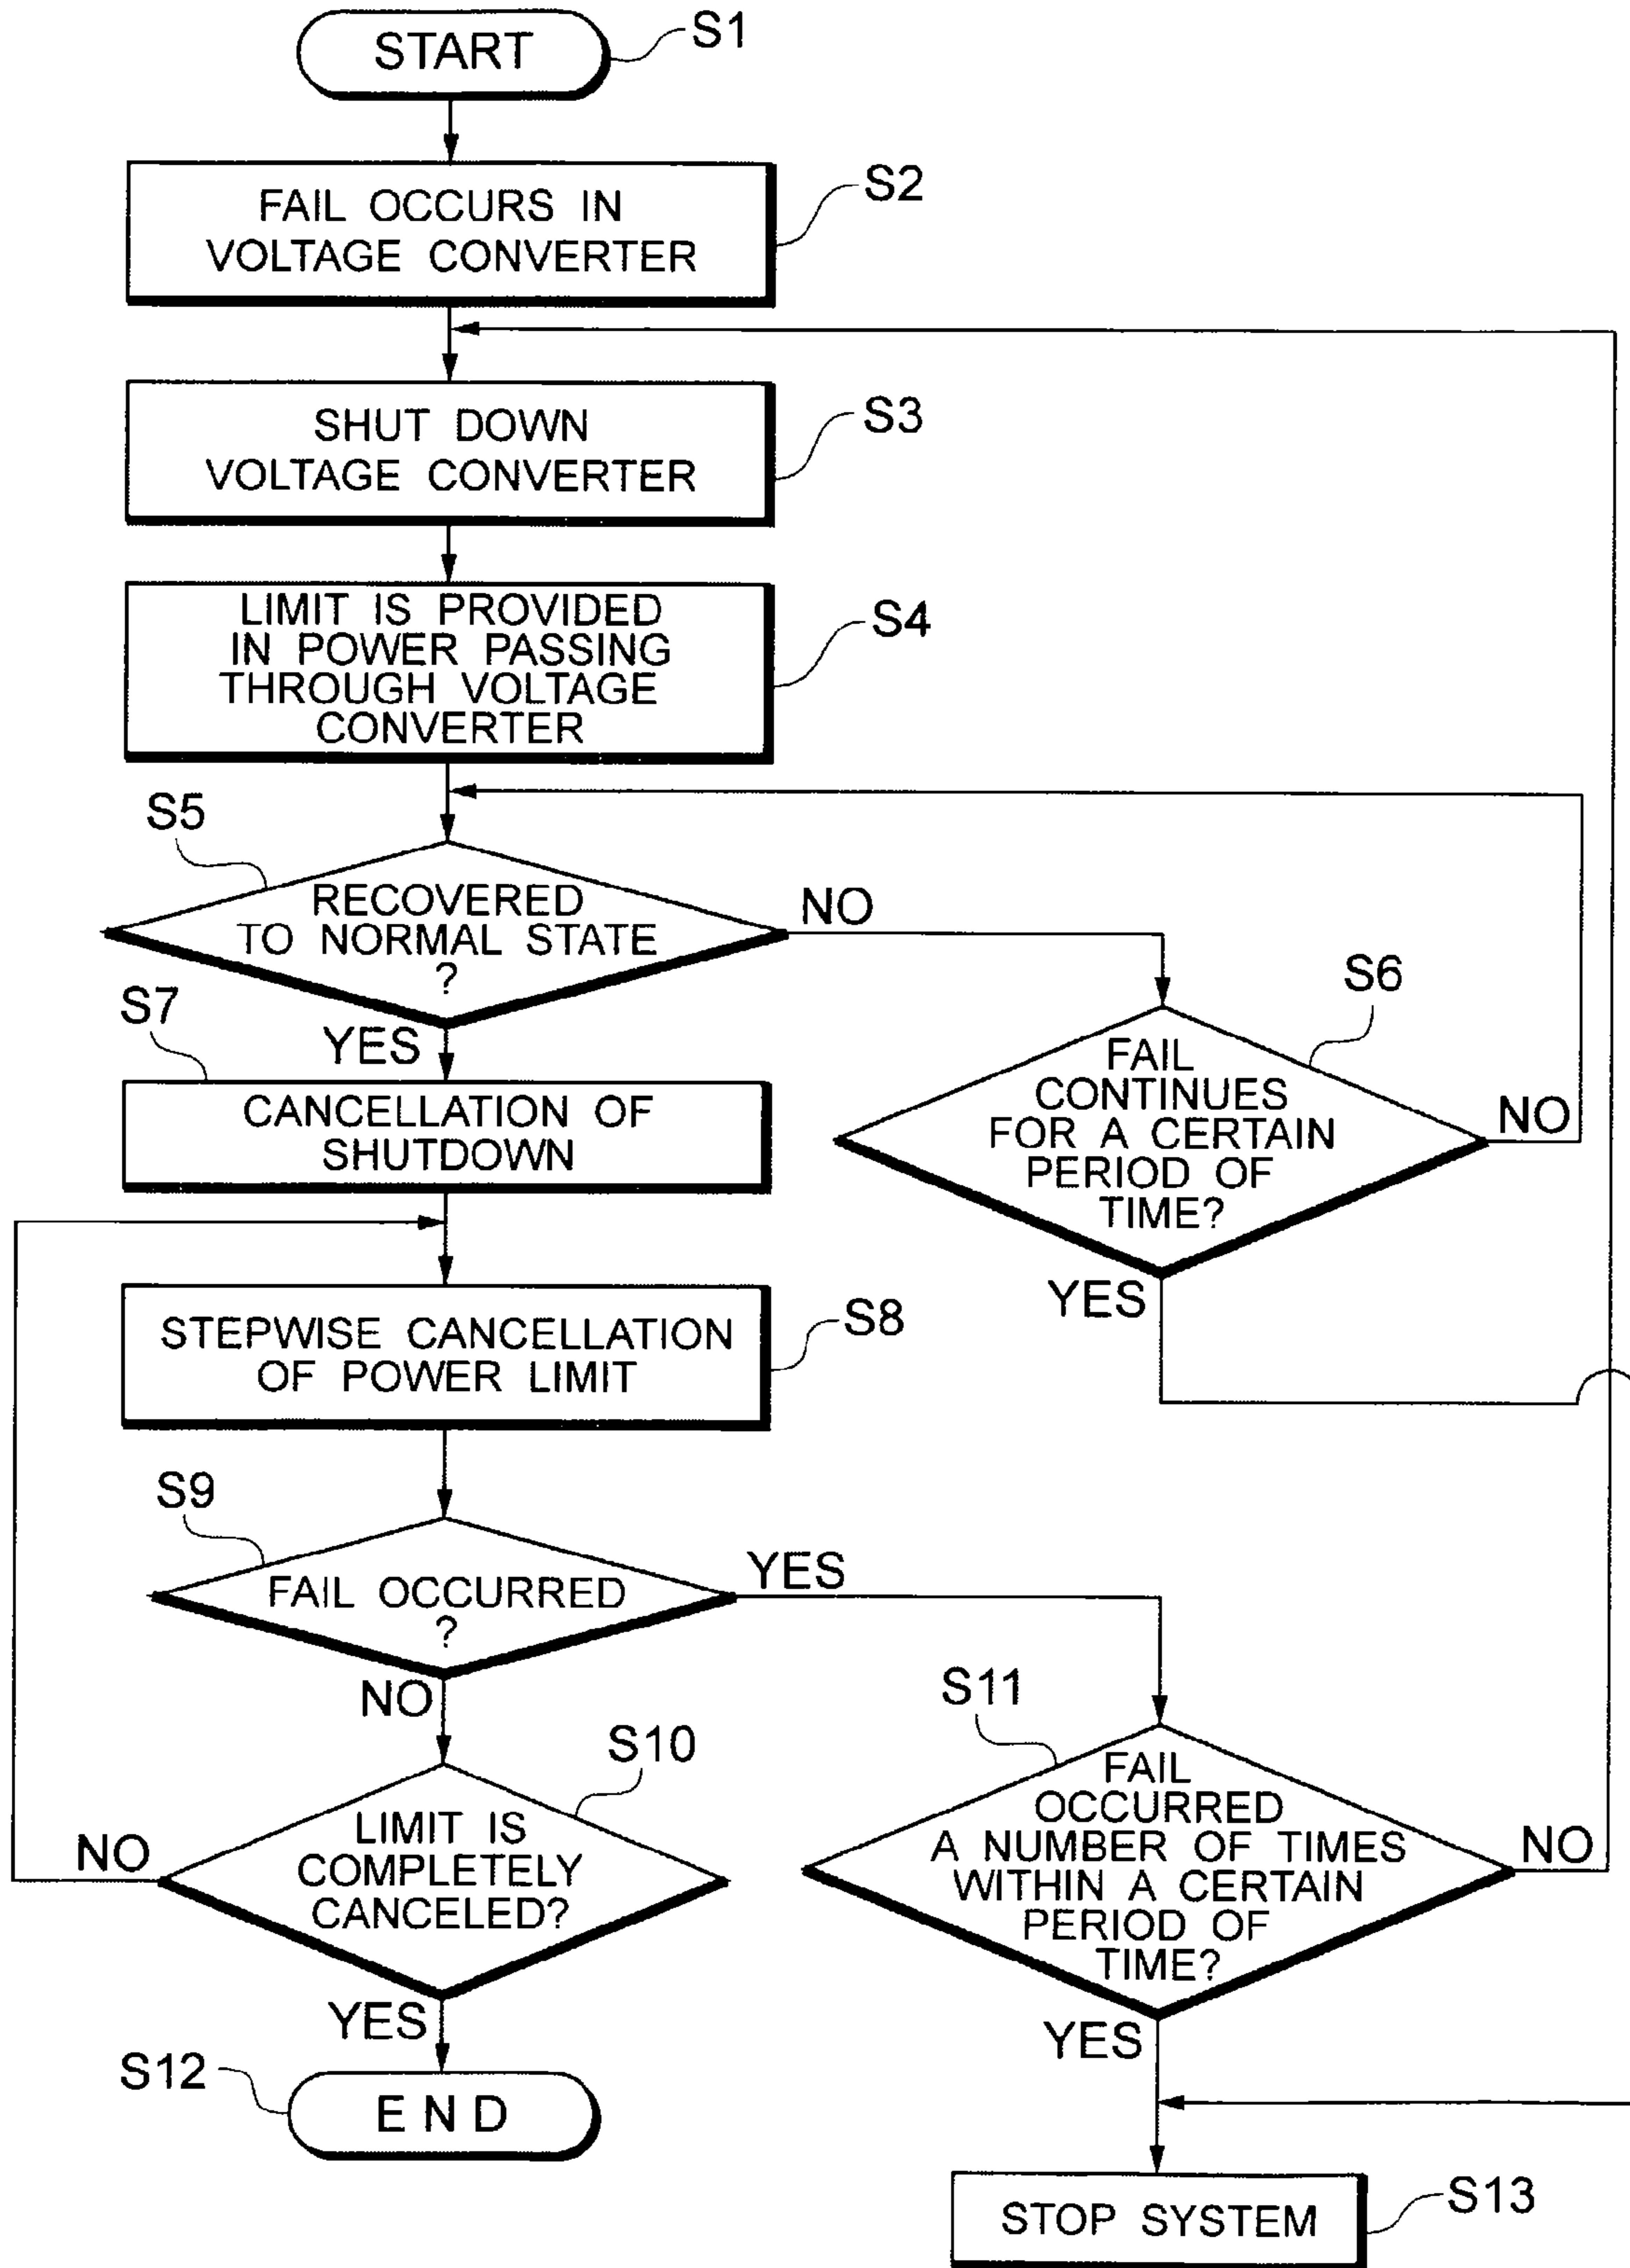 START
S1
FAIL OCCURS IN
VOLTAGE CONVERTER
S2
SHUT DOWN
VOLTAGE CONVERTER
S3
LIMIT IS PROVIDED
IN POWER PASSING
THROUGH VOLTAGE
CONVERTER
S4
S5
RECOVERED
TO NORMAL STATE
?
NO
YES
S6
FAIL
CONTINUES
FOR A CERTAIN
PERIOD OF
TIME?
NO
YES
S7
CANCELLATION OF
SHUTDOWN
STEPWISE CANCELLATION
OF POWER LIMIT
S8
S9
FAIL OCCURRED
?
YES
NO
S10
LIMIT IS
COMPLETELY
CANCELED?
NO
YES
S11
FAIL
OCCURRED
A NUMBER OF TIMES
WITHIN A CERTAIN
PERIOD OF
TIME?
NO
YES
S12
END
STOP SYSTEM
S13